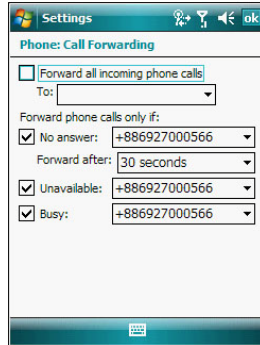 Settings
ok
Phone: Call Forwarding
Forward all incoming phone calls
To:
Forward phone calls only if:
No answer: +886927000566
Forward after: 30 seconds
Unavailable: +886927000566
Busy: +886927000566